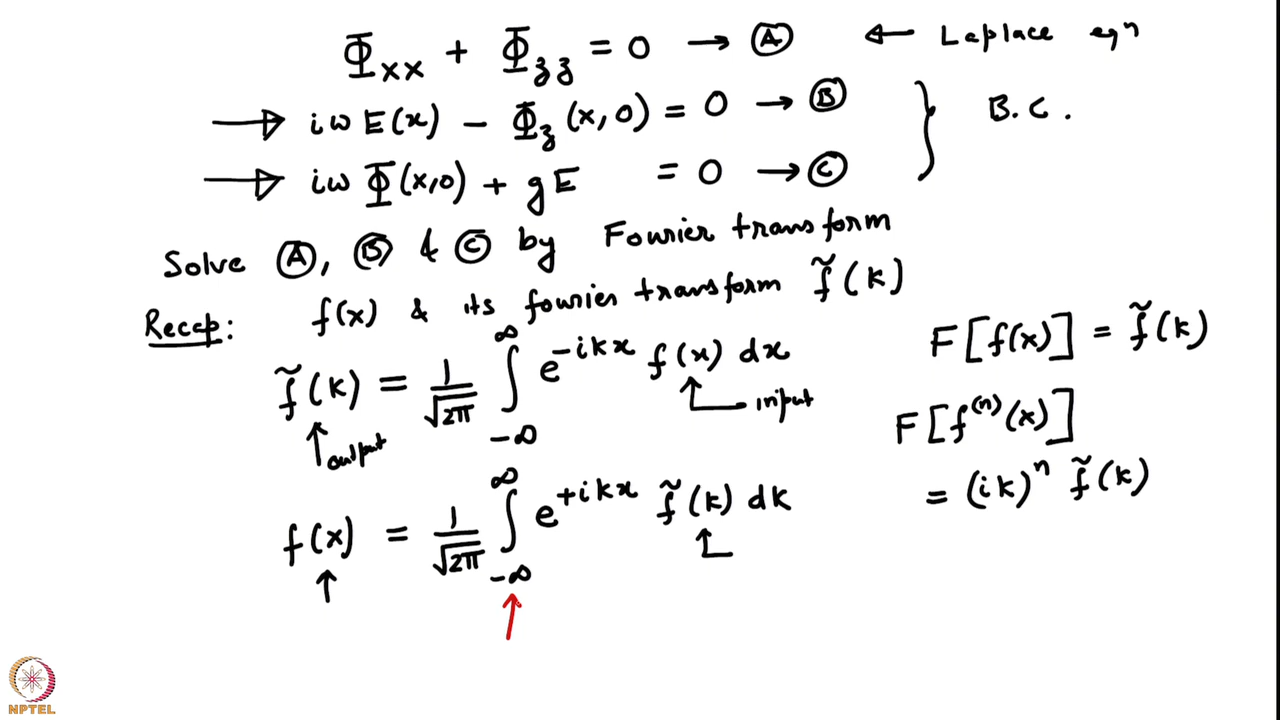 Φxx + Φzz = 0 → Ⓐ ← Laplace eqn
⇒ iω E(x) − Φz (x,0) = 0 → Ⓑ } B.C.
⇒ iω Φ(x,0) + gE = 0 → Ⓒ
Solve Ⓐ, Ⓑ & Ⓒ by Fourier transform
Recap: f(x) & its fourier transform f̃(k)
f̃(k) = 1/√2π ∫_{-∞}^{∞} e^{-ikx} f(x) dx
↑ output
↑ input
f(x) = 1/√2π ∫_{-∞}^{∞} e^{+ikx} f̃(k) dk
F[f(x)] = f̃(k)
F[f^{(n)}(x)]
= (ik)^n f̃(k)
NPTEL